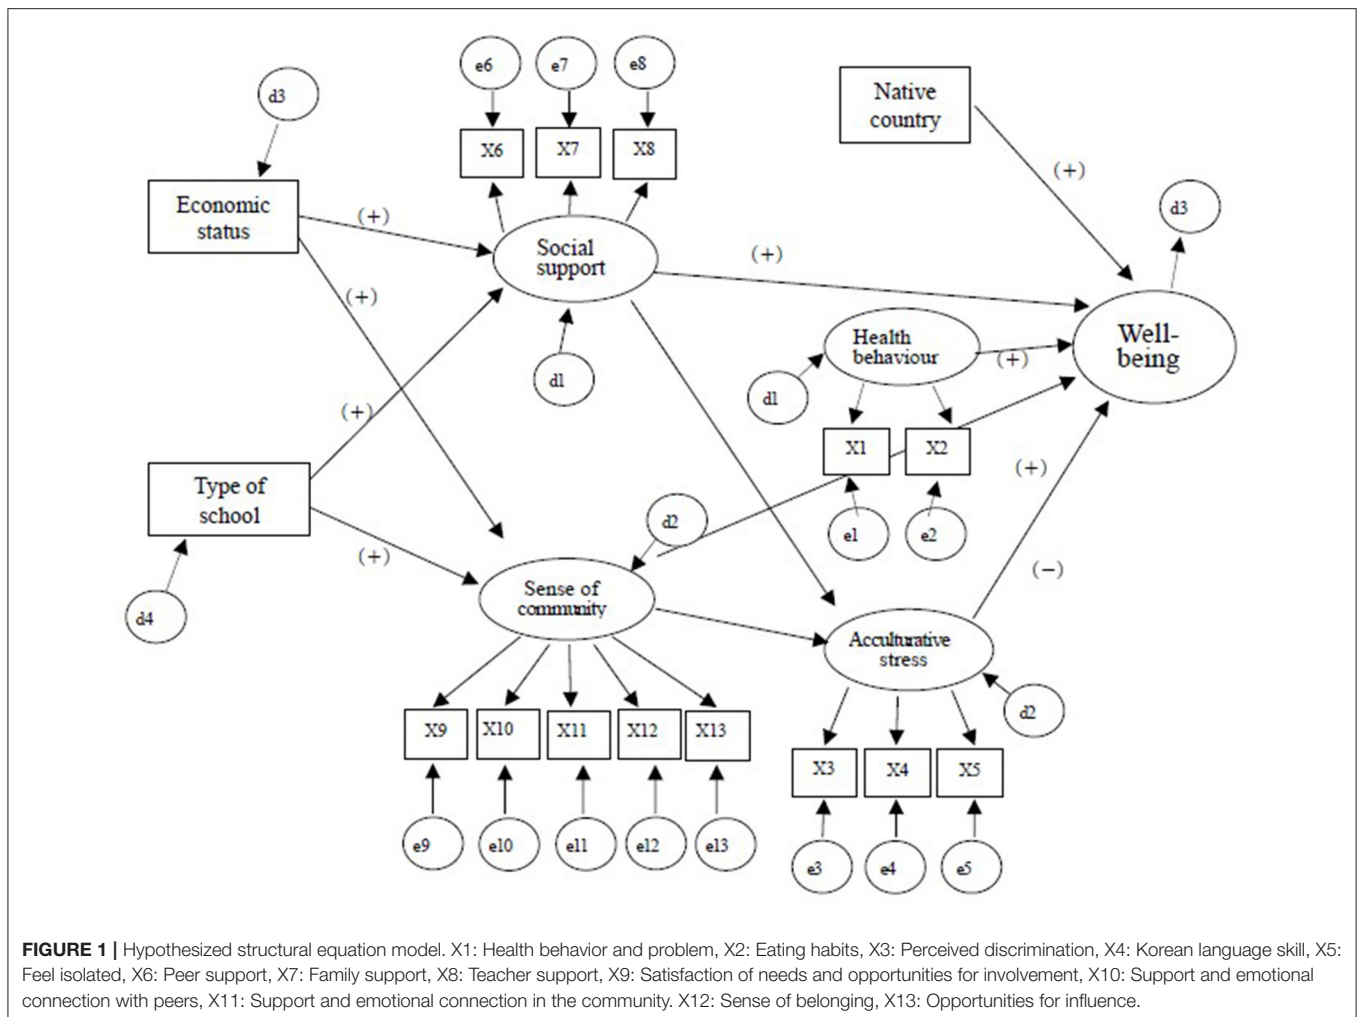 e6
e7
e8
d3
Native
country
X6
X7
X8
(+)
Economic
status
(+)
d3
Social
support
(+)
(+)
Health
behaviour
Well-
being
(+)
d1
d1
(+)
X1
X2
(+)
Type of
school
d2
e1
e2
(+)
(−)
Sense of
community
d4
Acculturative
stress
d2
X9
X10
X11
X12
X13
X3
X4
X5
e9
e10
e11
e12
e13
e3
e4
e5
FIGURE 1 | Hypothesized structural equation model. X1: Health behavior and problem, X2: Eating habits, X3: Perceived discrimination, X4: Korean language skill, X5:
Feel isolated, X6: Peer support, X7: Family support, X8: Teacher support, X9: Satisfaction of needs and opportunities for involvement, X10: Support and emotional
connection with peers, X11: Support and emotional connection in the community. X12: Sense of belonging, X13: Opportunities for influence.